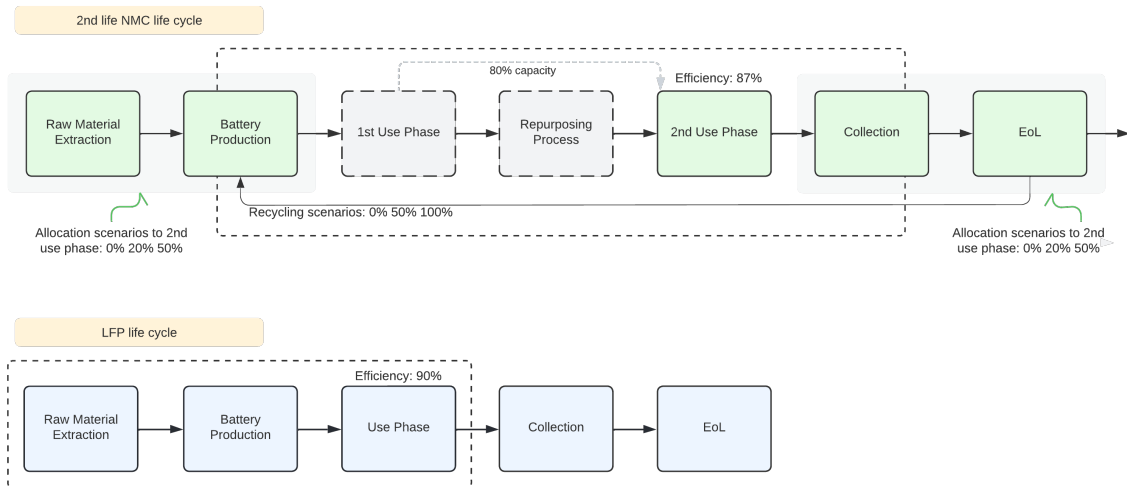 2nd life NMC life cycle
80% capacity
Efficiency: 87%
Raw Material
Extraction
Battery
Production
1st Use Phase
Repurposing
Process
2nd Use Phase
Collection
EoL
Recycling scenarios: 0% 50% 100%
Allocation scenarios to 2nd
use phase: 0% 20% 50%
Allocation scenarios to 2nd
use phase: 0% 20% 50%
LFP life cycle
Efficiency: 90%
Raw Material
Extraction
Battery
Production
Use Phase
Collection
EoL